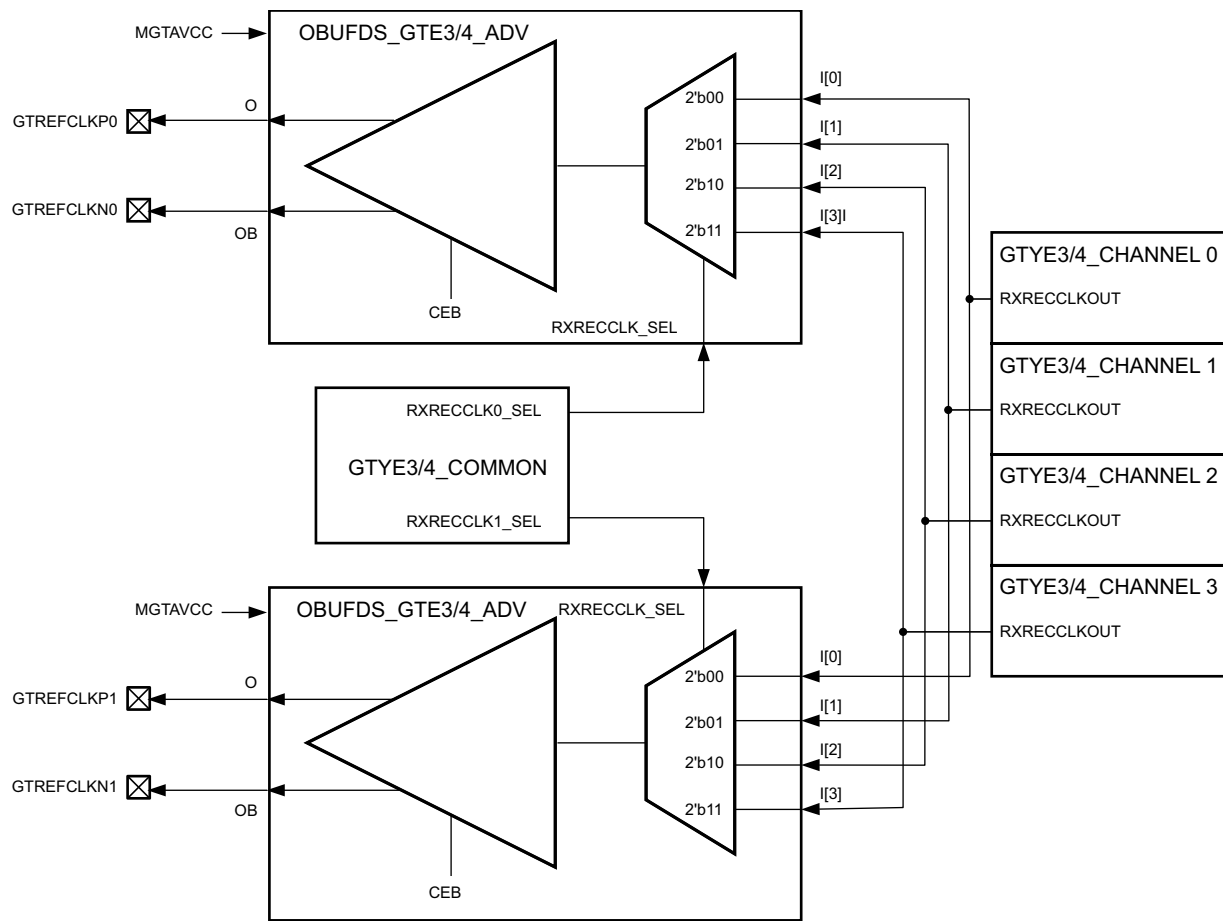 MGTAVCC
OBUFDS_GTE3/4_ADV
I[0]
2'b00
O
GTREFCLKP0
I[1]
2'b01
I[2]
2'b10
GTREFCLKN0
I[3]I
2'b11
OB
CEB
RXRECCLK_SEL
GTYE3/4_CHANNEL 0
RXRECCLKOUT
GTYE3/4_CHANNEL 1
RXRECCLKOUT
RXRECCLK0_SEL
GTYE3/4_COMMON
RXRECCLK1_SEL
GTYE3/4_CHANNEL 2
RXRECCLKOUT
GTYE3/4_CHANNEL 3
RXRECCLKOUT
MGTAVCC
OBUFDS_GTE3/4_ADV
RXRECCLK_SEL
I[0]
2'b00
O
GTREFCLKP1
I[1]
2'b01
I[2]
2'b10
GTREFCLKN1
I[3]
2'b11
OB
CEB